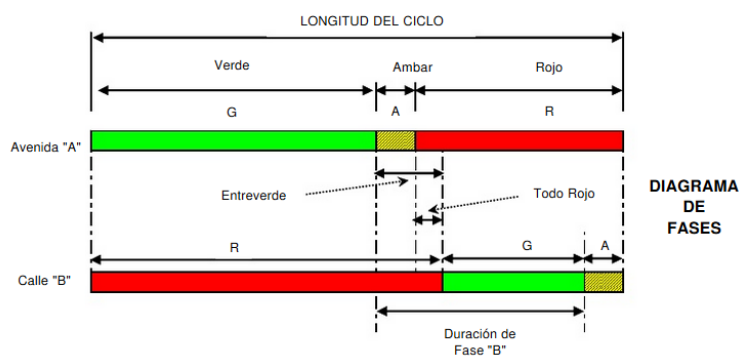 LONGITUD DEL CICLO
Verde
Ambar
Rojo
G
A
R
Avenida "A"
Entreverde
Todo Rojo
DIAGRAMA
DE
FASES
R
G
A
Calle "B"
Duración de
Fase "B"